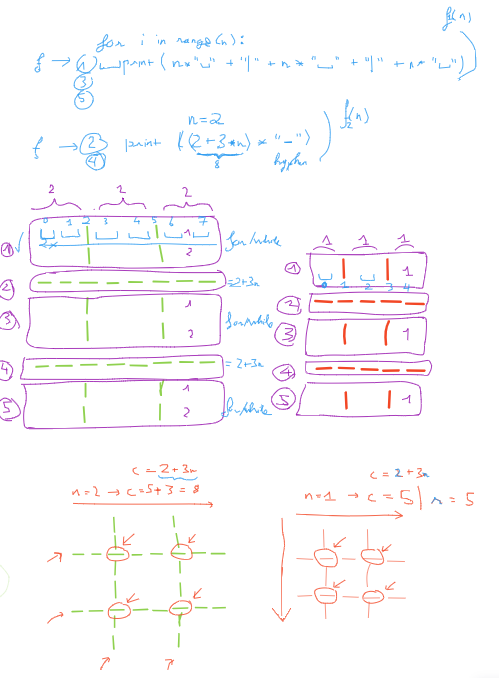 f(n)
for i in range(n):
f → ① ␣print( n*"␣" + "|" + n * "␣" + "|" + n* "␣")
③
⑤
n=2
f₂(n)
f → ② print ((2+3*n) * "-")
④
8
hyphen
2 2 2
0 1 2 3 4 5 6 7
① 1 for/while
2
② =2+3n
③ 1 for/while
2
④ =2+3n
⑤ 1 for/while
2
1 1 1
① 1
0 1 2 3 4
②
③ 1
④
⑤ 1
c = 2+3n
n=2 → c=5+3=8
c = 2+3n
n=1 → c = 5 | r = 5